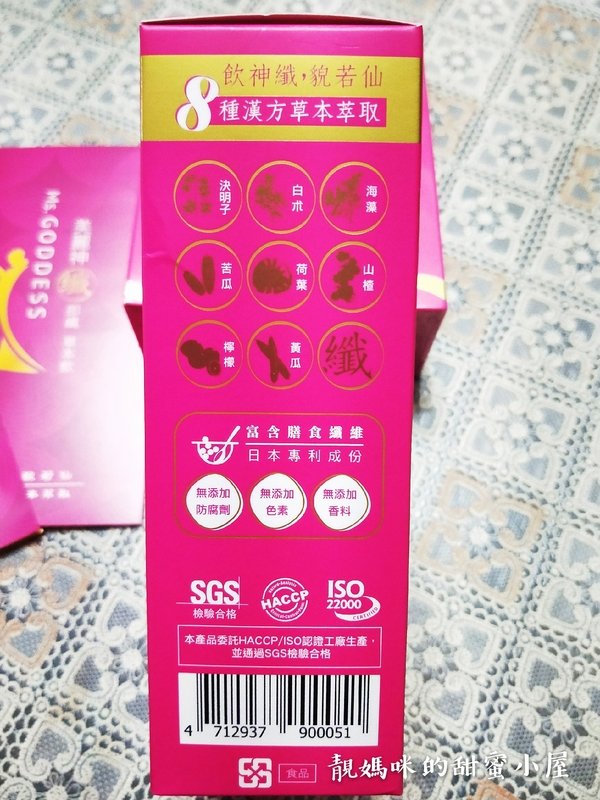 飲神纖，貌若仙
8種漢方草本萃取
決明子
白朮
海藻
苦瓜
荷葉
山楂
檸檬
黃瓜
纖
富含膳食纖維
日本專利成份
無添加
防腐劑
無添加
色素
無添加
香料
SGS
檢驗合格
HACCP
ISO
22000
CERTIFIED
本產品委託HACCP/ISO認證工廠生產，
並通過SGS檢驗合格
4 712937 900051
食品
Ms.GODDESS
靚媽咪的甜蜜小屋